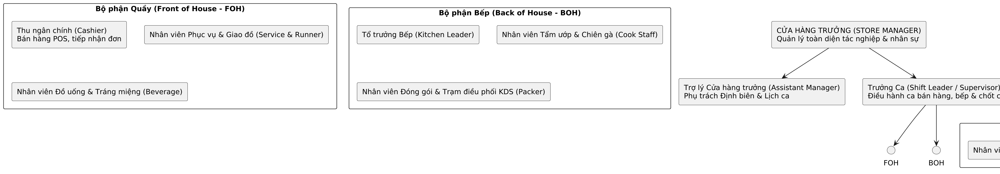 Bộ phận Quầy (Front of House - FOH)
Thu ngân chính (Cashier)
Bán hàng POS, tiếp nhận đơn
Nhân viên Phục vụ & Giao đồ (Service & Runner)
Nhân viên Đồ uống & Tráng miệng (Beverage)
Bộ phận Bếp (Back of House - BOH)
Tổ trưởng Bếp (Kitchen Leader)
Nhân viên Tẩm ướp & Chiên gà (Cook Staff)
Nhân viên Đóng gói & Trạm điều phối KDS (Packer)
CỬA HÀNG TRƯỞNG (STORE MANAGER)
Quản lý toàn diện tác nghiệp & nhân sự
Trợ lý Cửa hàng trưởng (Assistant Manager)
Phụ trách Định biên & Lịch ca
Trưởng Ca (Shift Leader / Supervisor)
Điều hành ca bán hàng, bếp & chốt
FOH
BOH
Nhân